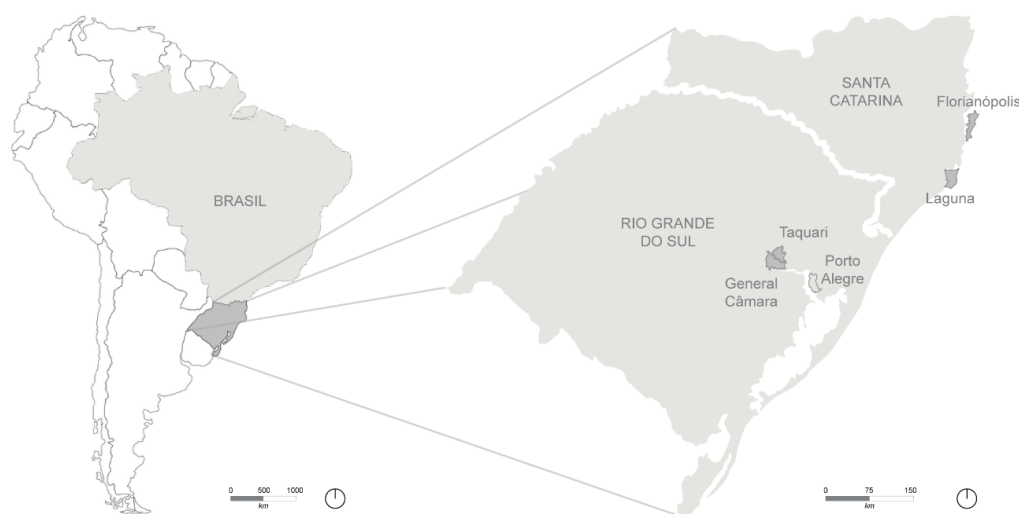 BRASIL
0 500 1000
km
SANTA
CATARINA
Florianópolis
Laguna
RIO GRANDE
DO SUL
Taquari
Porto
Alegre
General
Câmara
0 75 150
km